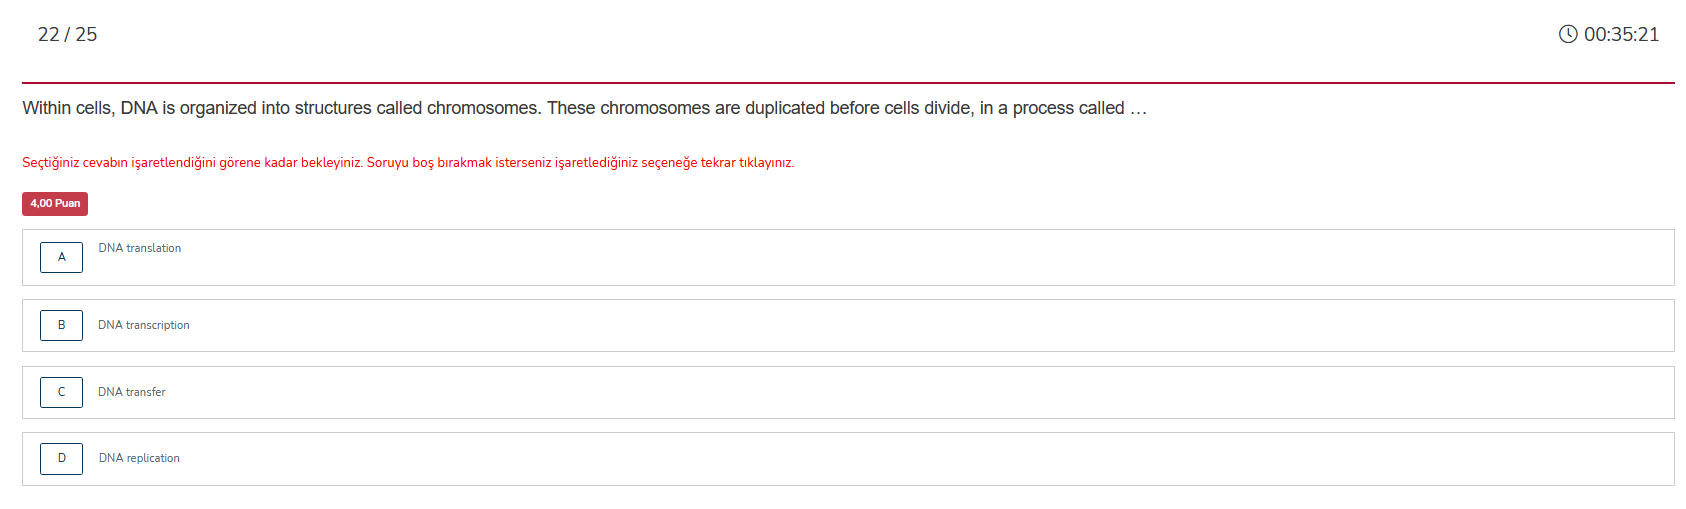 22 / 25
00:35:21
Within cells, DNA is organized into structures called chromosomes. These chromosomes are duplicated before cells divide, in a process called …
Seçtiğiniz cevabın işaretlendiğini görene kadar bekleyiniz. Soruyu boş bırakmak isterseniz işaretlediğiniz seçeneğe tekrar tıklayınız.
4,00 Puan
A DNA translation
B DNA transcription
C DNA transfer
D DNA replication